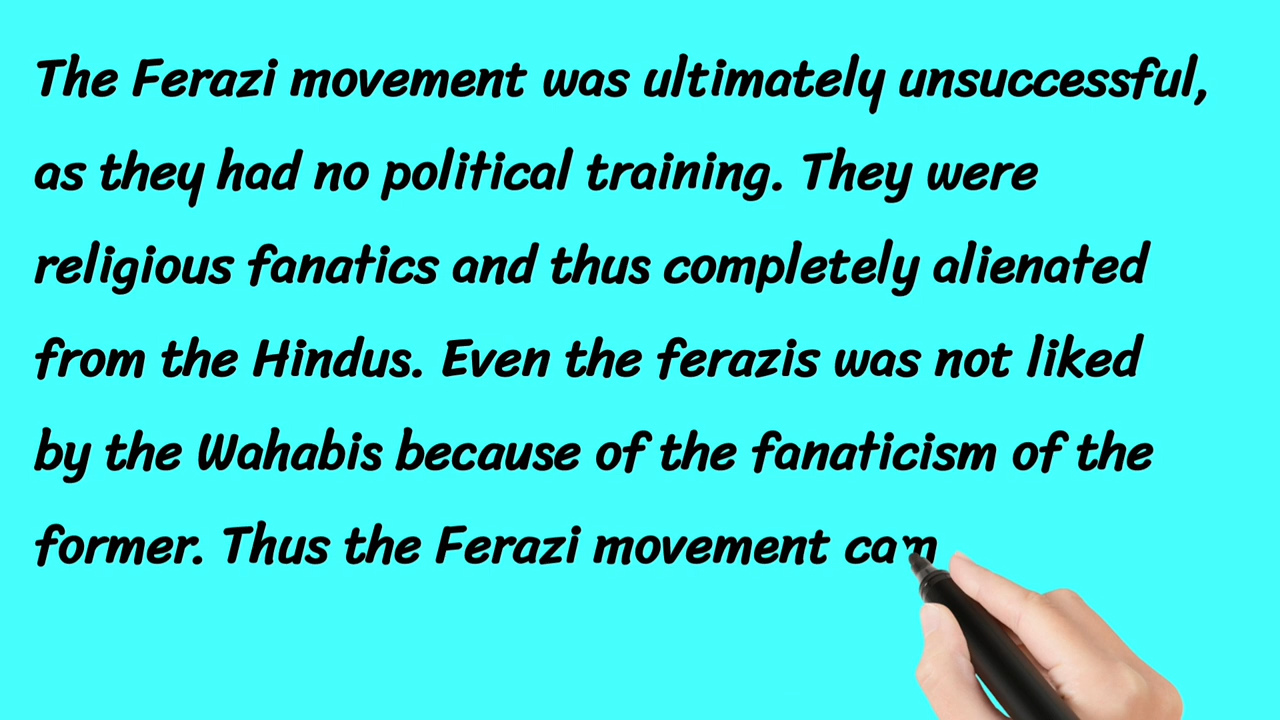 The Ferazi movement was ultimately unsuccessful,
as they had no political training. They were
religious fanatics and thus completely alienated
from the Hindus. Even the ferazis was not liked
by the Wahabis because of the fanaticism of the
former. Thus the Ferazi movement